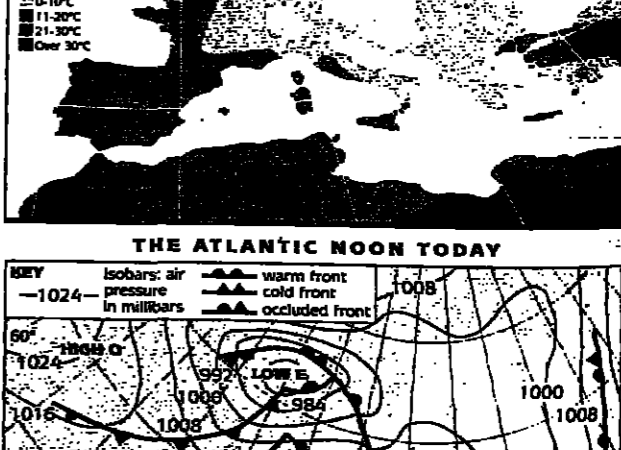 0-10°C
11-20°C
21-30°C
Over 30°C
THE ATLANTIC NOON TODAY
KEY
—1024—
Isobars: air
pressure
in millibars
warm front
cold front
occluded front
1008
60°
1024
HIGH O
992
LOW E
1000
984
1016
1008
1000
1008